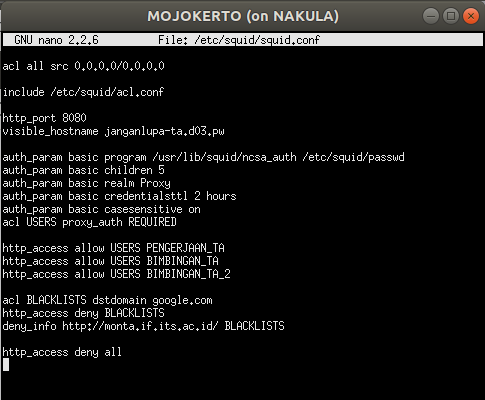 MOJOKERTO (on NAKULA)
GNU nano 2.2.6 File: /etc/squid/squid.conf
acl all src 0.0.0.0/0.0.0.0
include /etc/squid/acl.conf
http_port 8080
visible_hostname janganlupa-ta.d03.pw
auth_param basic program /usr/lib/squid/ncsa_auth /etc/squid/passwd
auth_param basic children 5
auth_param basic realm Proxy
auth_param basic credentialsttl 2 hours
auth_param basic casesensitive on
acl USERS proxy_auth REQUIRED
http_access allow USERS PENGERJAAN_TA
http_access allow USERS BIMBINGAN_TA
http_access allow USERS BIMBINGAN_TA_2
acl BLACKLISTS dstdomain google.com
http_access deny BLACKLISTS
deny_info http://monta.if.its.ac.id/ BLACKLISTS
http_access deny all